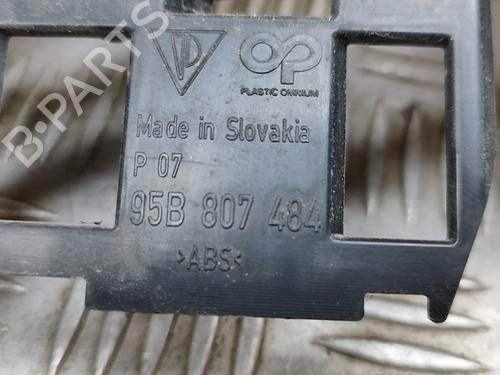 OP
PLASTIC OMNIUM
Made in Slovakia
P 07
95B 807 484
>ABS<
B-PARTS